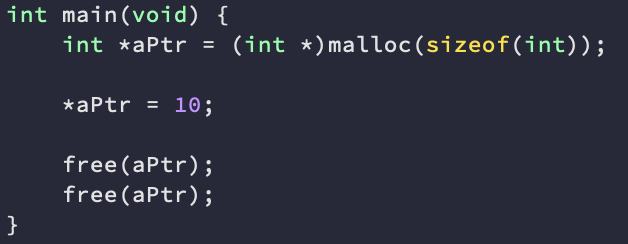 int main(void) {
    int *aPtr = (int *)malloc(sizeof(int));

    *aPtr = 10;

    free(aPtr);
    free(aPtr);
}